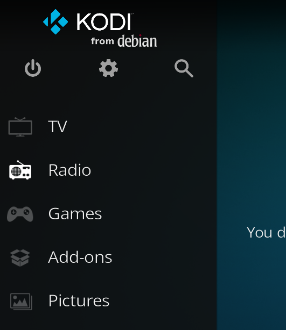 KODI
from debian
TV
Radio
Games
You d
Add-ons
Pictures